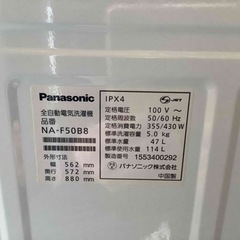 Panasonic
全自動電気洗濯機
品番
NA-F50B8
外形寸法
幅 562 mm
奥行 572 mm
高さ 880 mm
IPX4
JET
定格電圧 100 V～
定格周波数 50/60 Hz
定格消費電力 355/430 W
標準洗濯容量 5.0 kg
標準水量 47 L
標準使用水量 114 L
製造番号 1553400292
パナソニック株式会社
中国製